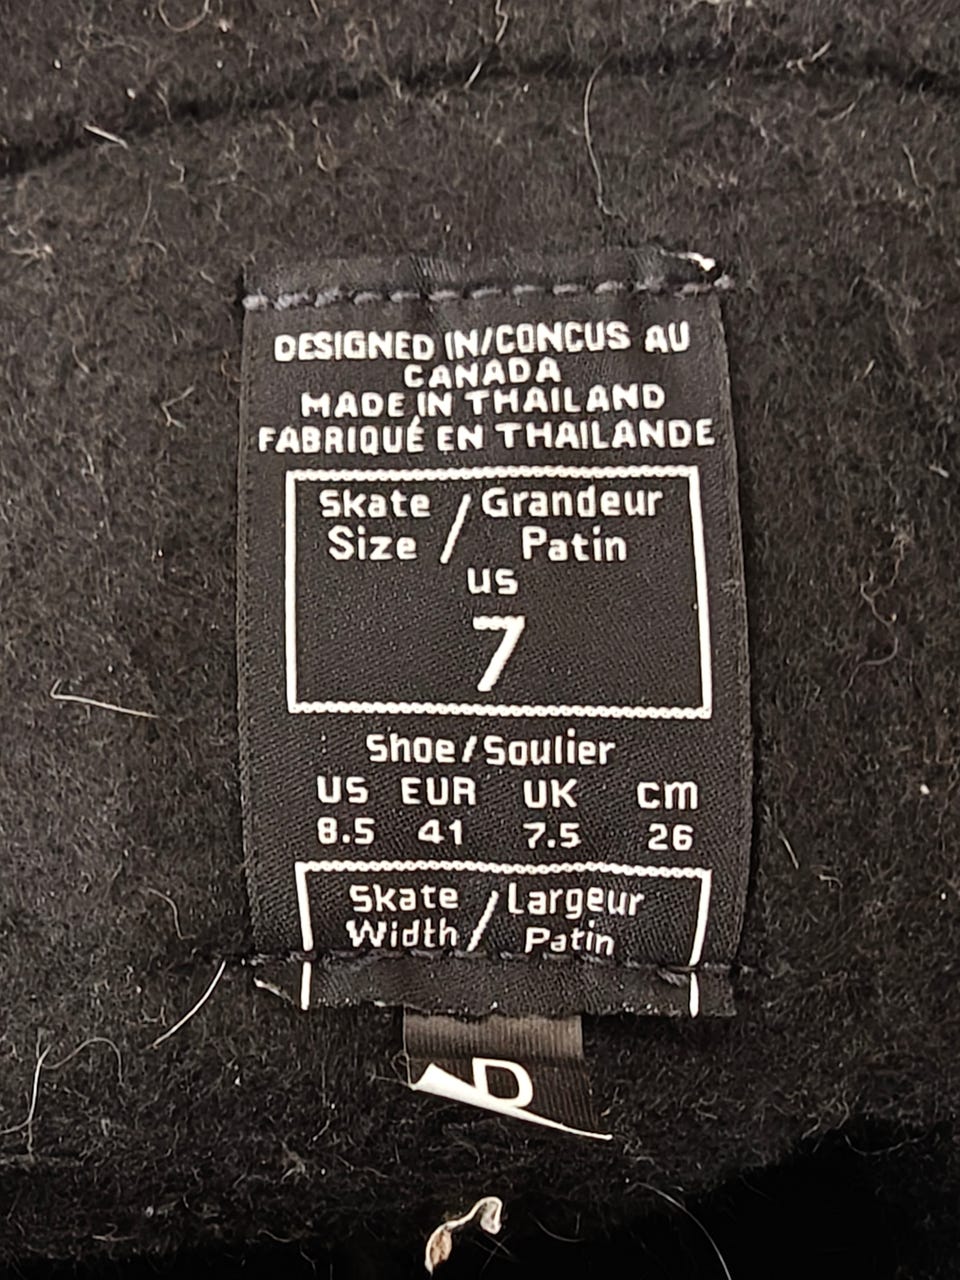 DESIGNED IN/CONCUS AU
CANADA
MADE IN THAILAND
FABRIQUÉ EN THAILANDE
Skate / Grandeur
Size / Patin
US
7
Shoe/Soulier
US EUR UK cm
8.5 41 7.5 26
Skate / Largeur
Width / Patin
D